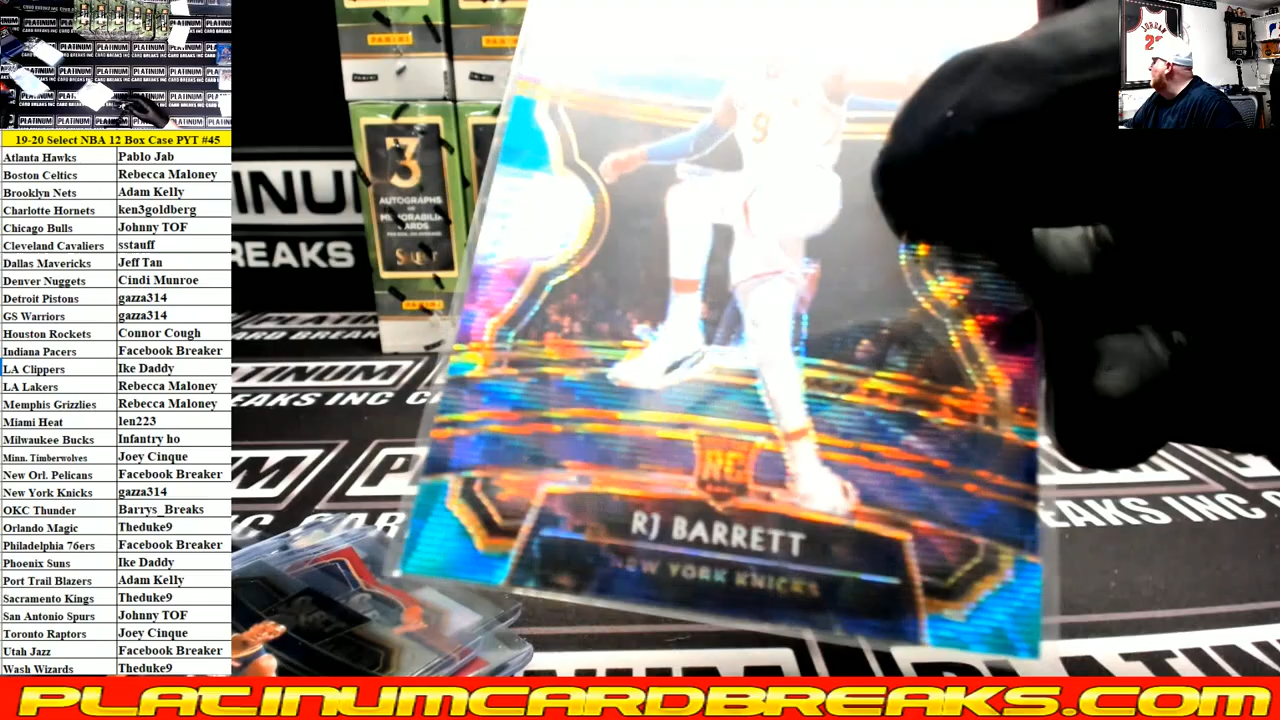 19-20 Select NBA 12 Box Case PYT #45
Atlanta Hawks Pablo Jab
Boston Celtics Rebecca Maloney
Brooklyn Nets Adam Kelly
Charlotte Hornets ken3goldberg
Chicago Bulls Johnny TOF
Cleveland Cavaliers sstauff
Dallas Mavericks Jeff Tan
Denver Nuggets Cindi Munroe
Detroit Pistons gazza314
GS Warriors gazza314
Houston Rockets Connor Cough
Indiana Pacers Facebook Breaker
LA Clippers Ike Daddy
LA Lakers Rebecca Maloney
Memphis Grizzlies Rebecca Maloney
Miami Heat len223
Milwaukee Bucks Infantry ho
Minn. Timberwolves Joey Cinque
New Orl. Pelicans Facebook Breaker
New York Knicks gazza314
OKC Thunder Barrys_Breaks
Orlando Magic Theduke9
Philadelphia 76ers Facebook Breaker
Phoenix Suns Ike Daddy
Port Trail Blazers Adam Kelly
Sacramento Kings Theduke9
San Antonio Spurs Johnny TOF
Toronto Raptors Joey Cinque
Utah Jazz Facebook Breaker
Wash Wizards Theduke9
PANINI
3
AUTOGRAPHS
OR
MEMORABILIA
CARDS
PANINI
9
RC
RJ BARRETT
NEW YORK KNICKS
JORDAN
PLATINUMCARDBREAKS.COM